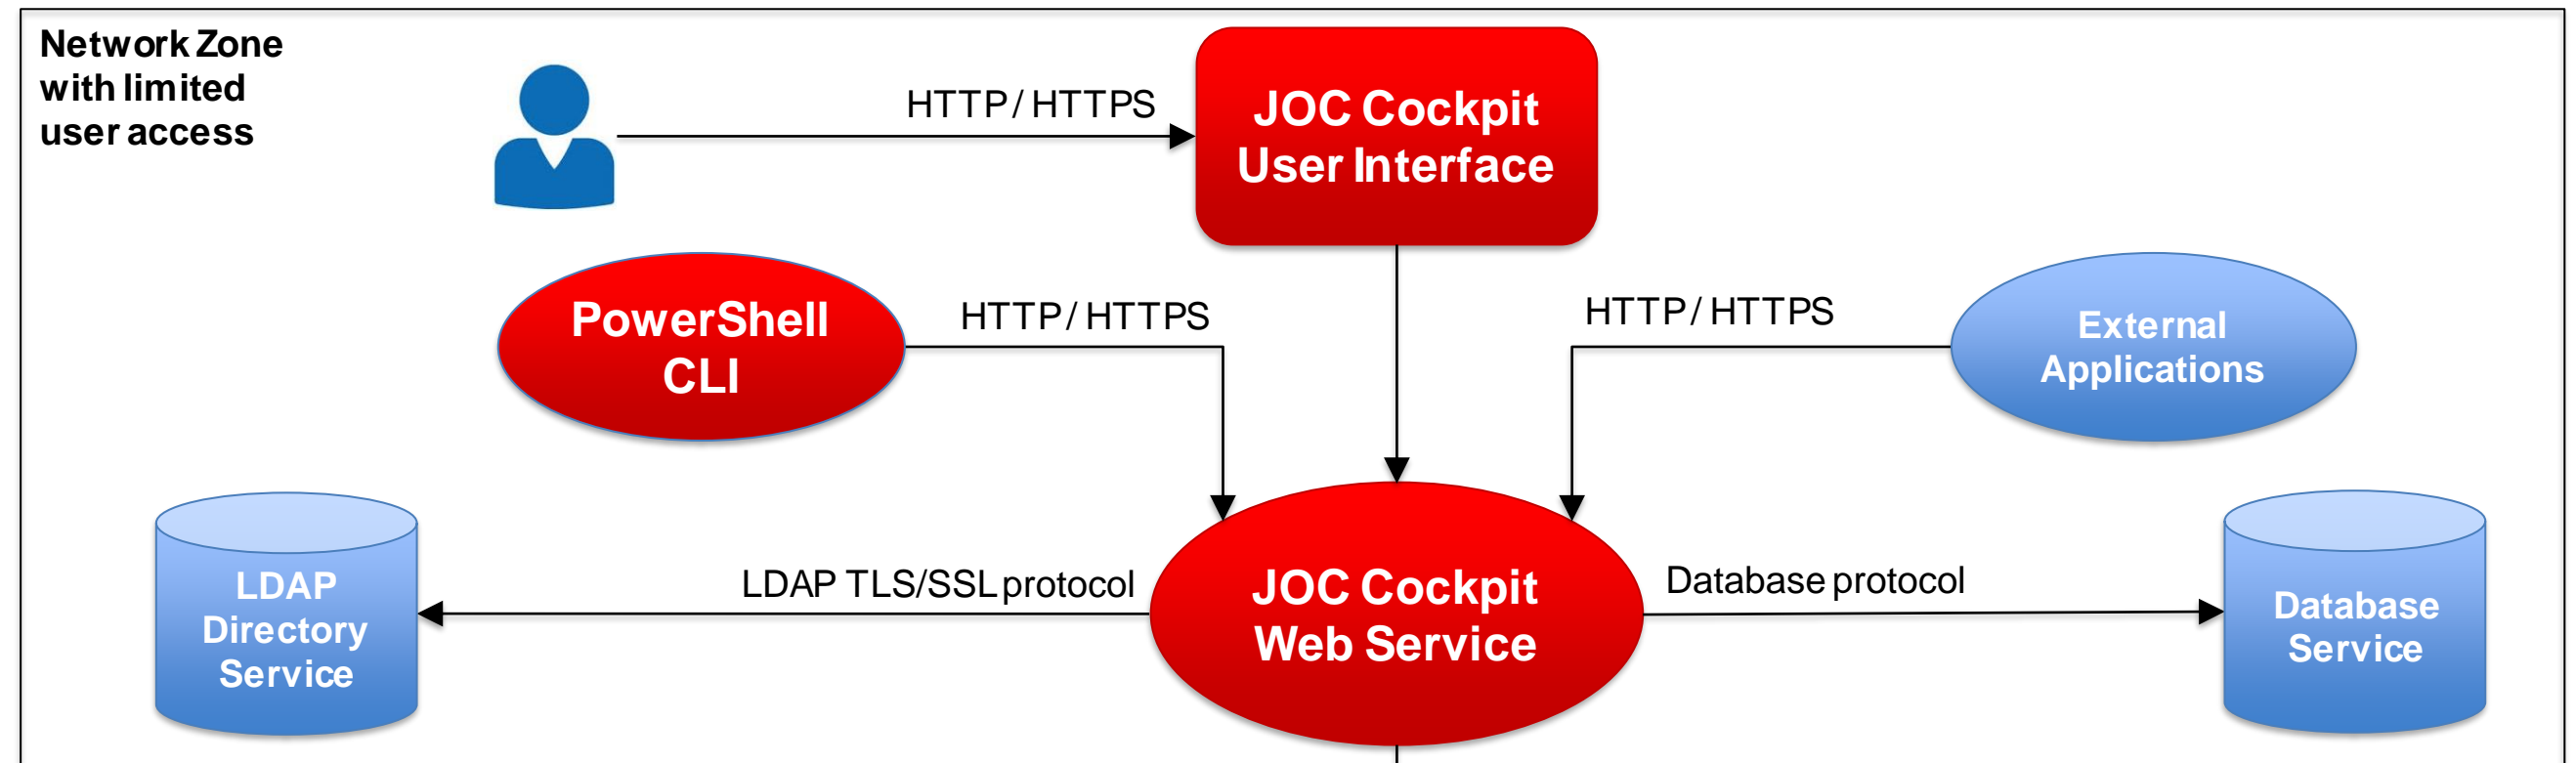 Network Zone
with limited
user access
HTTP / HTTPS
JOC Cockpit
User Interface
PowerShell
CLI
HTTP / HTTPS
HTTP / HTTPS
External
Applications
LDAP
Directory
Service
LDAP TLS/SSL protocol
JOC Cockpit
Web Service
Database protocol
Database
Service